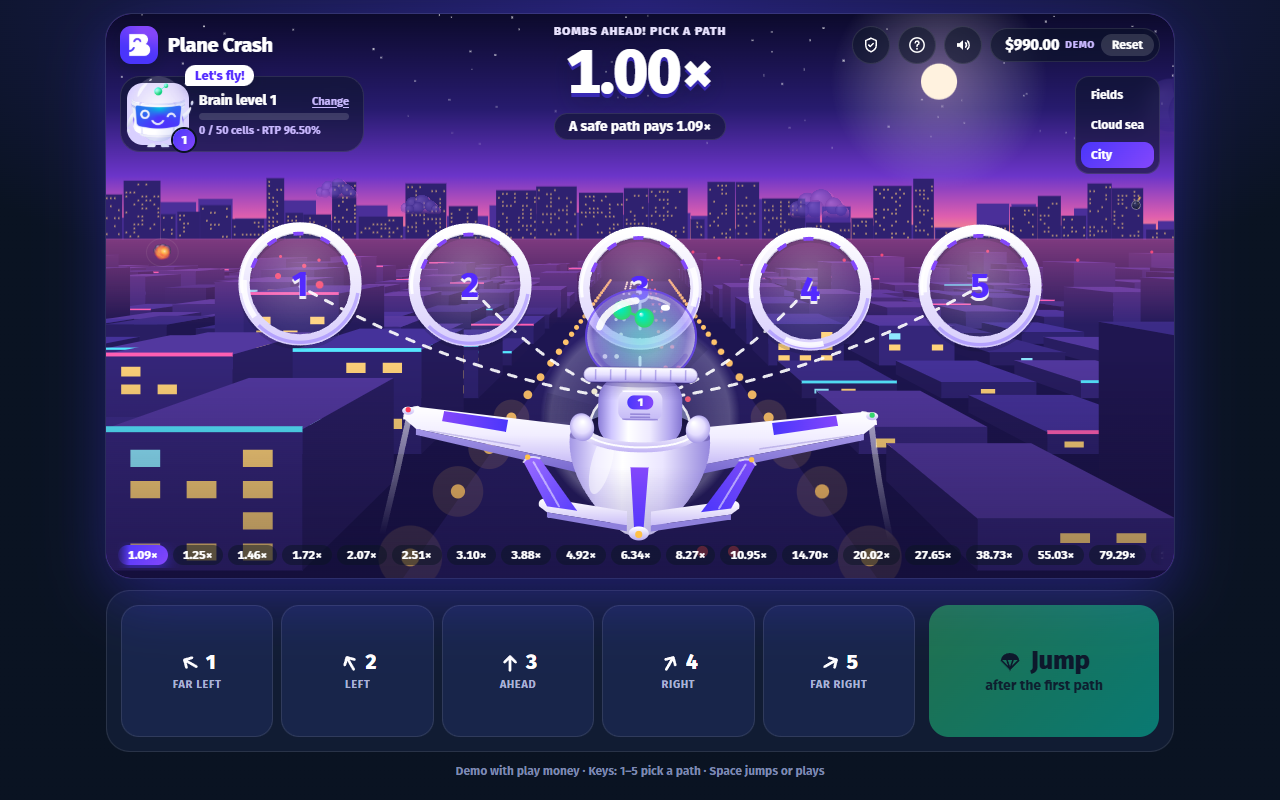 Plane Crash
BOMBS AHEAD! PICK A PATH
1.00×
A safe path pays 1.09×
$990.00 DEMO Reset
Let's fly!
Brain level 1 Change
0 / 50 cells · RTP 96.50%
1
Fields
Cloud sea
City
1 2 3 4 5
1
1.09× 1.25× 1.46× 1.72× 2.07× 2.51× 3.10× 3.88× 4.92× 6.34× 8.27× 10.95× 14.70× 20.02× 27.65× 38.73× 55.03× 79.29×
1 2 3 4 5 Jump
FAR LEFT LEFT AHEAD RIGHT FAR RIGHT after the first path
Demo with play money · Keys: 1–5 pick a path · Space jumps or plays